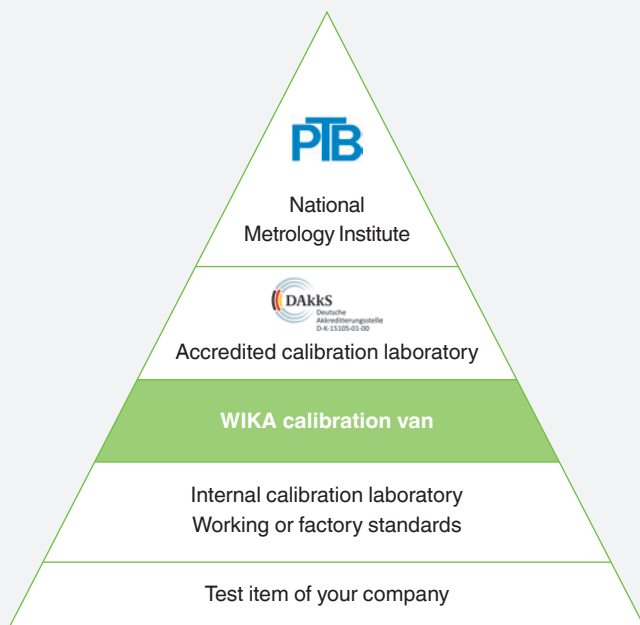 PTB
National
Metrology Institute
DAkkS
Deutsche
Akkreditierungsstelle
D-K-15105-01-00
Accredited calibration laboratory
WIKA calibration van
Internal calibration laboratory
Working or factory standards
Test item of your company